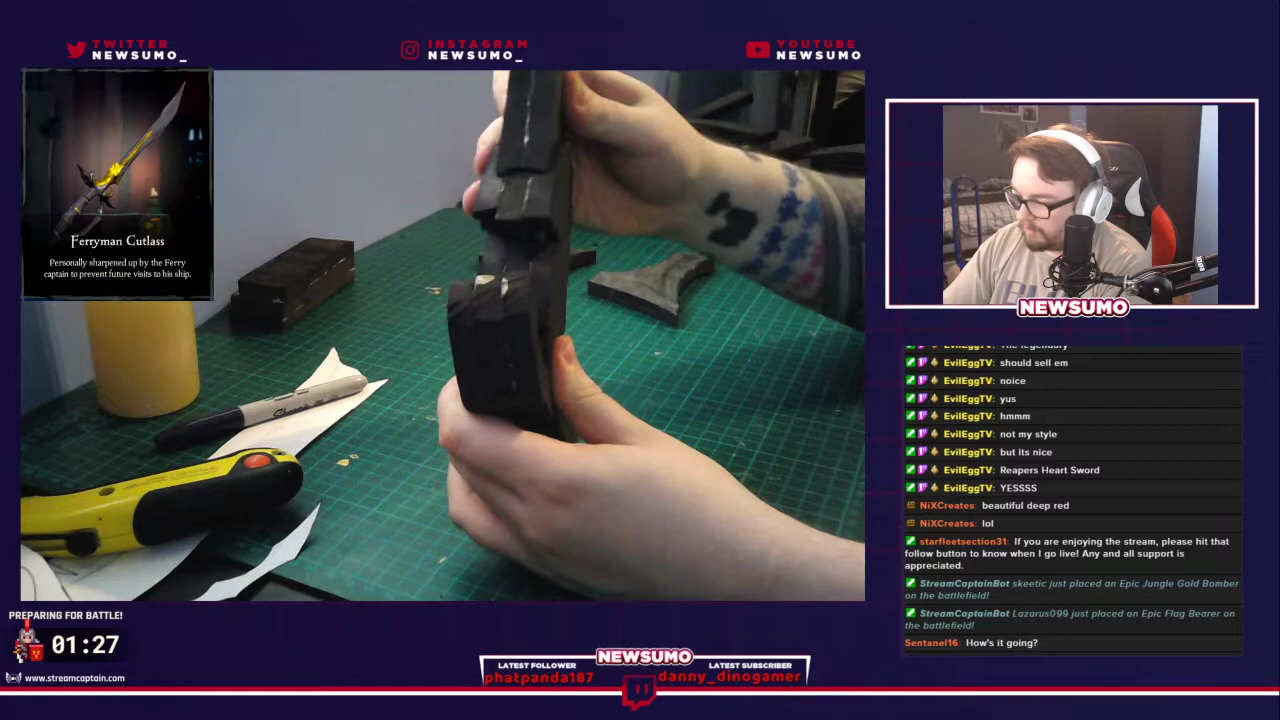 TWITTER
NEWSUMO_
INSTAGRAM
NEWSUMO_
YOUTUBE
NEWSUMO
Ferryman Cutlass
Personally sharpened up by the Ferry
captain to prevent future visits to his ship.
Sharpie
NEWSUMO
EvilEggTV: The legendary
EvilEggTV: should sell em
EvilEggTV: noice
EvilEggTV: yus
EvilEggTV: hmmm
EvilEggTV: not my style
EvilEggTV: but its nice
EvilEggTV: Reapers Heart Sword
EvilEggTV: YESSSS
NiXCreates: beautiful deep red
NiXCreates: lol
starfleetsection31: If you are enjoying the stream, please hit that
follow button to know when I go live! Any and all support is
appreciated.
StreamCaptainBot skeetic just placed an Epic Jungle Gold Bomber
on the battlefield!
StreamCaptainBot Lazarus099 just placed an Epic Flag Bearer on
the battlefield!
Sentanel16: How's it going?
PREPARING FOR BATTLE!
01:27
www.streamcaptain.com
NEWSUMO
LATEST FOLLOWER
phatpanda187
LATEST SUBSCRIBER
danny_dinogamer